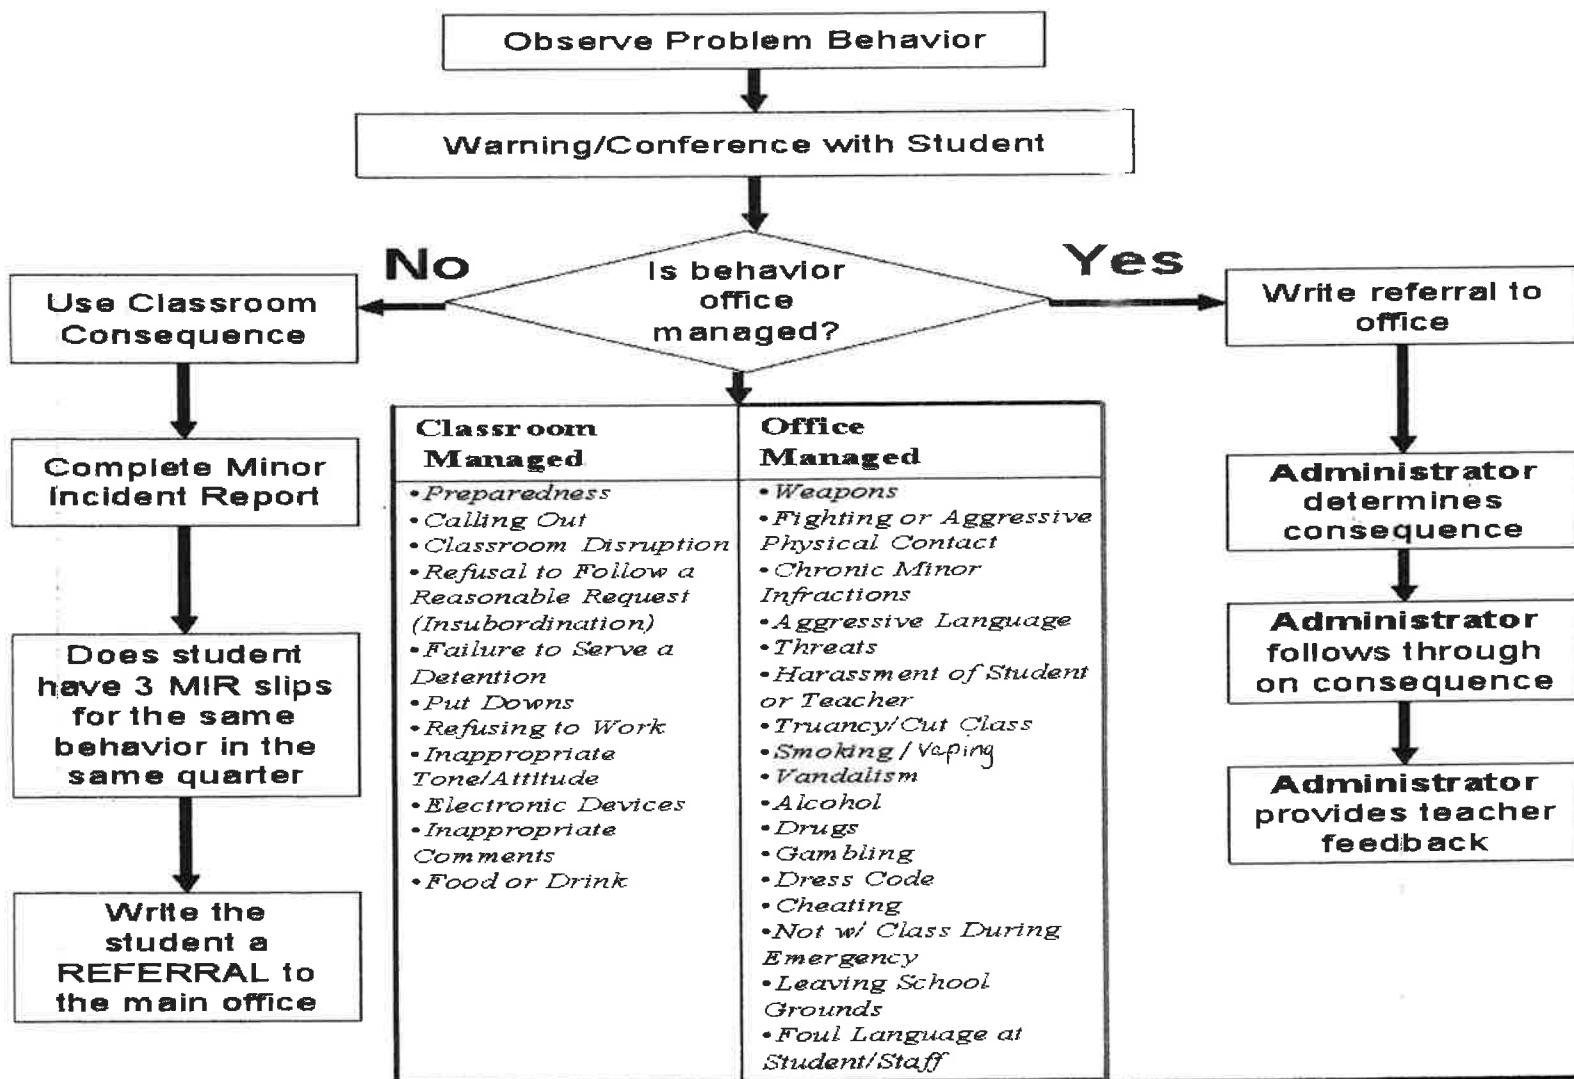 Observe Problem Behavior
Warning/Conference with Student
No
Is behavior
office
managed?
Yes
Use Classroom
Consequence
Complete Minor
Incident Report
Does student
have 3 MIR slips
for the same
behavior in the
same quarter
Write the
student a
REFERRAL to
the main office
Classroom
Managed
•Preparedness
•Calling Out
•Classroom Disruption
•Refusal to Follow a
Reasonable Request
(Insubordination)
•Failure to Serve a
Detention
•Put Downs
•Refusing to Work
•Inappropriate
Tone/Attitude
•Electronic Devices
•Inappropriate
Comments
•Food or Drink
Office
Managed
•Weapons
•Fighting or Aggressive
Physical Contact
•Chronic Minor
Infractions
•Aggressive Language
•Threats
•Harassment of Student
or Teacher
•Truancy/Cut Class
•Smoking/Vaping
•Vandalism
•Alcohol
•Drugs
•Gambling
•Dress Code
•Cheating
•Not w/ Class During
Emergency
•Leaving School
Grounds
•Foul Language at
Student/Staff
Write referral to
office
Administrator
determines
consequence
Administrator
follows through
on consequence
Administrator
provides teacher
feedback